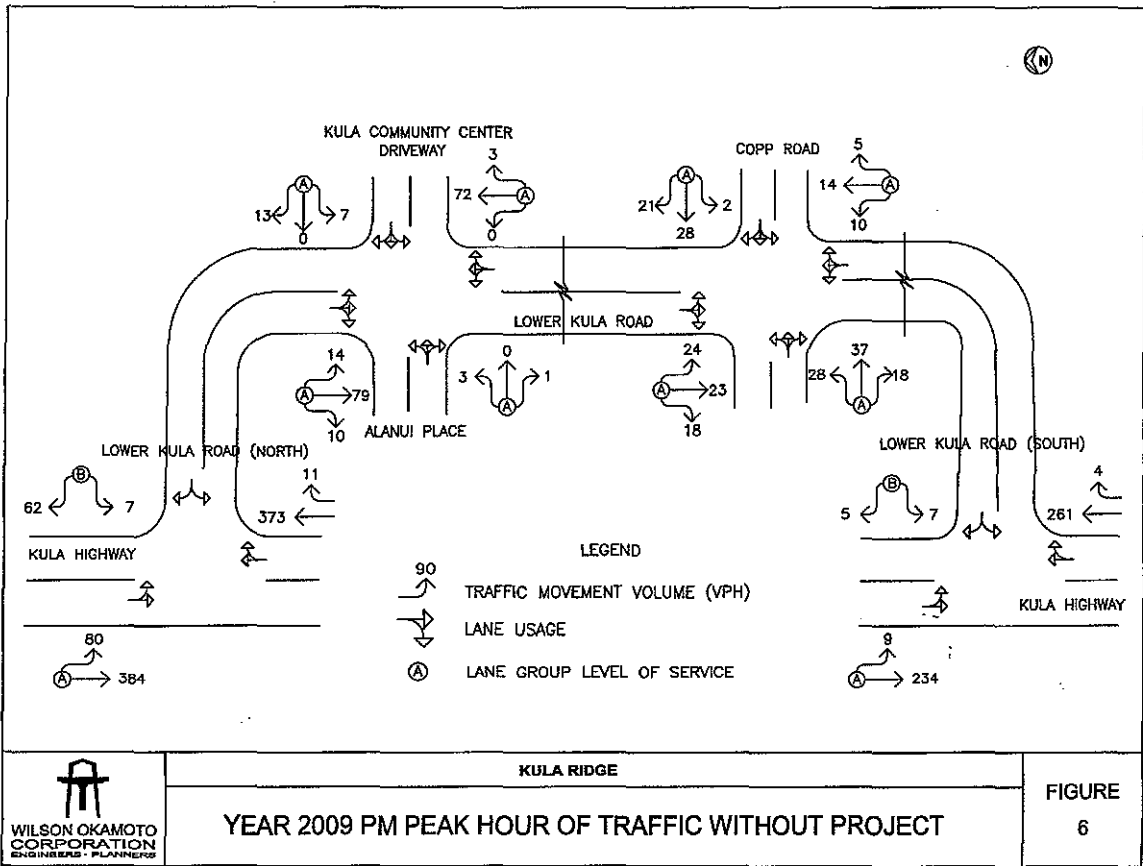 N
KULA COMMUNITY CENTER
DRIVEWAY
COPP ROAD
A
13
7
0
3
72
A
0
A
21
2
28
5
14
A
10
LOWER KULA ROAD
14
A
79
10
ALANUI PLACE
0
3
1
A
24
A
23
18
37
28
18
A
LOWER KULA ROAD (NORTH)
LOWER KULA ROAD (SOUTH)
B
62
7
11
373
B
5
7
4
261
KULA HIGHWAY
KULA HIGHWAY
LEGEND
90
TRAFFIC MOVEMENT VOLUME (VPH)
LANE USAGE
A
LANE GROUP LEVEL OF SERVICE
80
A
384
9
A
234
WILSON OKAMOTO
CORPORATION
ENGINEERS - PLANNERS
KULA RIDGE
YEAR 2009 PM PEAK HOUR OF TRAFFIC WITHOUT PROJECT
FIGURE
6